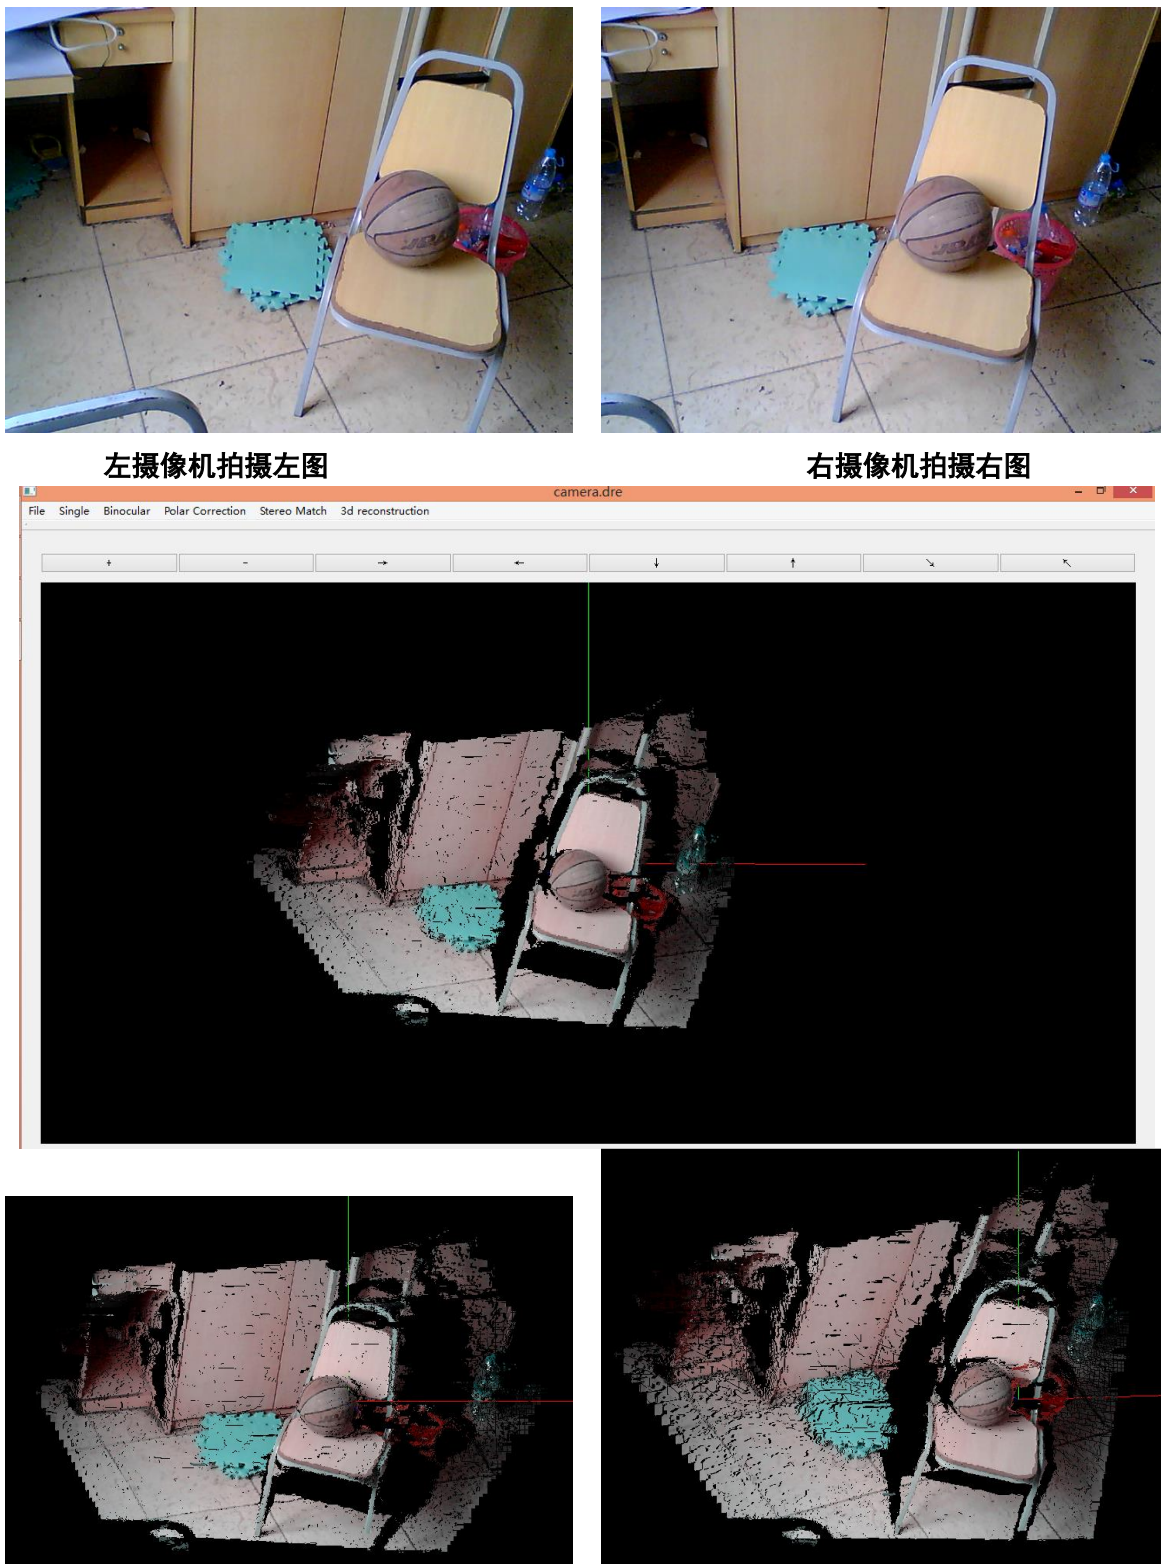 左摄像机拍摄左图
右摄像机拍摄右图
camera.dre
File Single Binocular Polar Correction Stereo Match 3d reconstruction
+ - → ← ↓ ↑ ↘ ↖